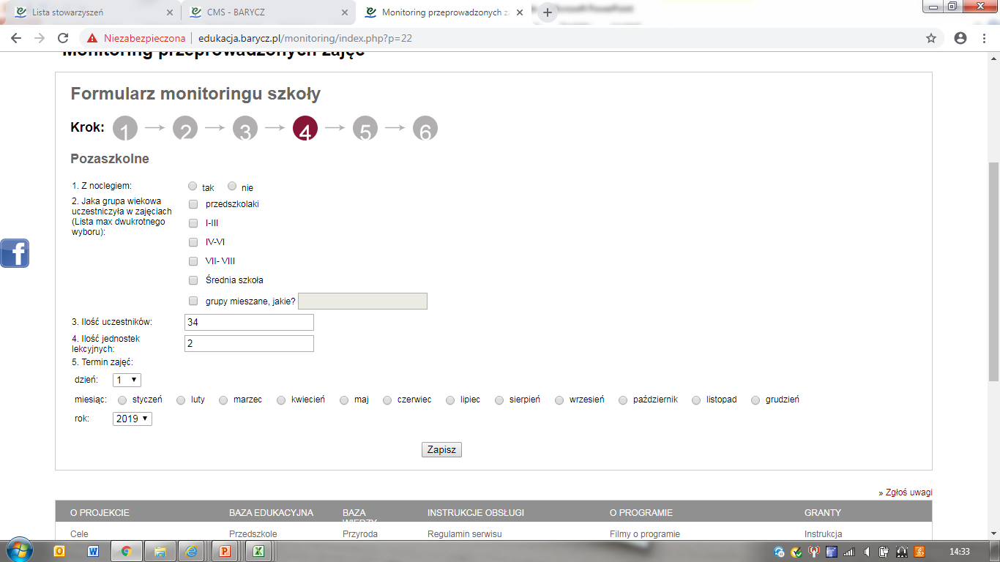 Lista stowarzyszeń
CMS - BARYCZ
Monitoring przeprowadzonych z
Microsoft PowerPoint
Niezabezpieczona
edukacja.barycz.pl/monitoring/index.php?p=22
Monitoring przeprowadzonych zajęć
Formularz monitoringu szkoły
Krok: 1 2 3 4 5 6
Pozaszkolne
1. Z noclegiem: tak nie
2. Jaka grupa wiekowa
uczestniczyła w zajęciach
(Lista max dwukrotnego
wyboru):
przedszkolaki
I-III
IV-VI
VII- VIII
Średnia szkoła
grupy mieszane, jakie?
3. Ilość uczestników: 34
4. Ilość jednostek
lekcyjnych: 2
5. Termin zajęć:
dzień: 1
miesiąc: styczeń luty marzec kwiecień maj czerwiec lipiec sierpień wrzesień październik listopad grudzień
rok: 2019
Zapisz
» Zgłoś uwagi
O PROJEKCIE BAZA EDUKACYJNA BAZA WIEDZY INSTRUKCJE OBSŁUGI O PROGRAMIE GRANTY
Cele Przedszkole Przyroda Regulamin serwisu Filmy o programie Instrukcja
14:33